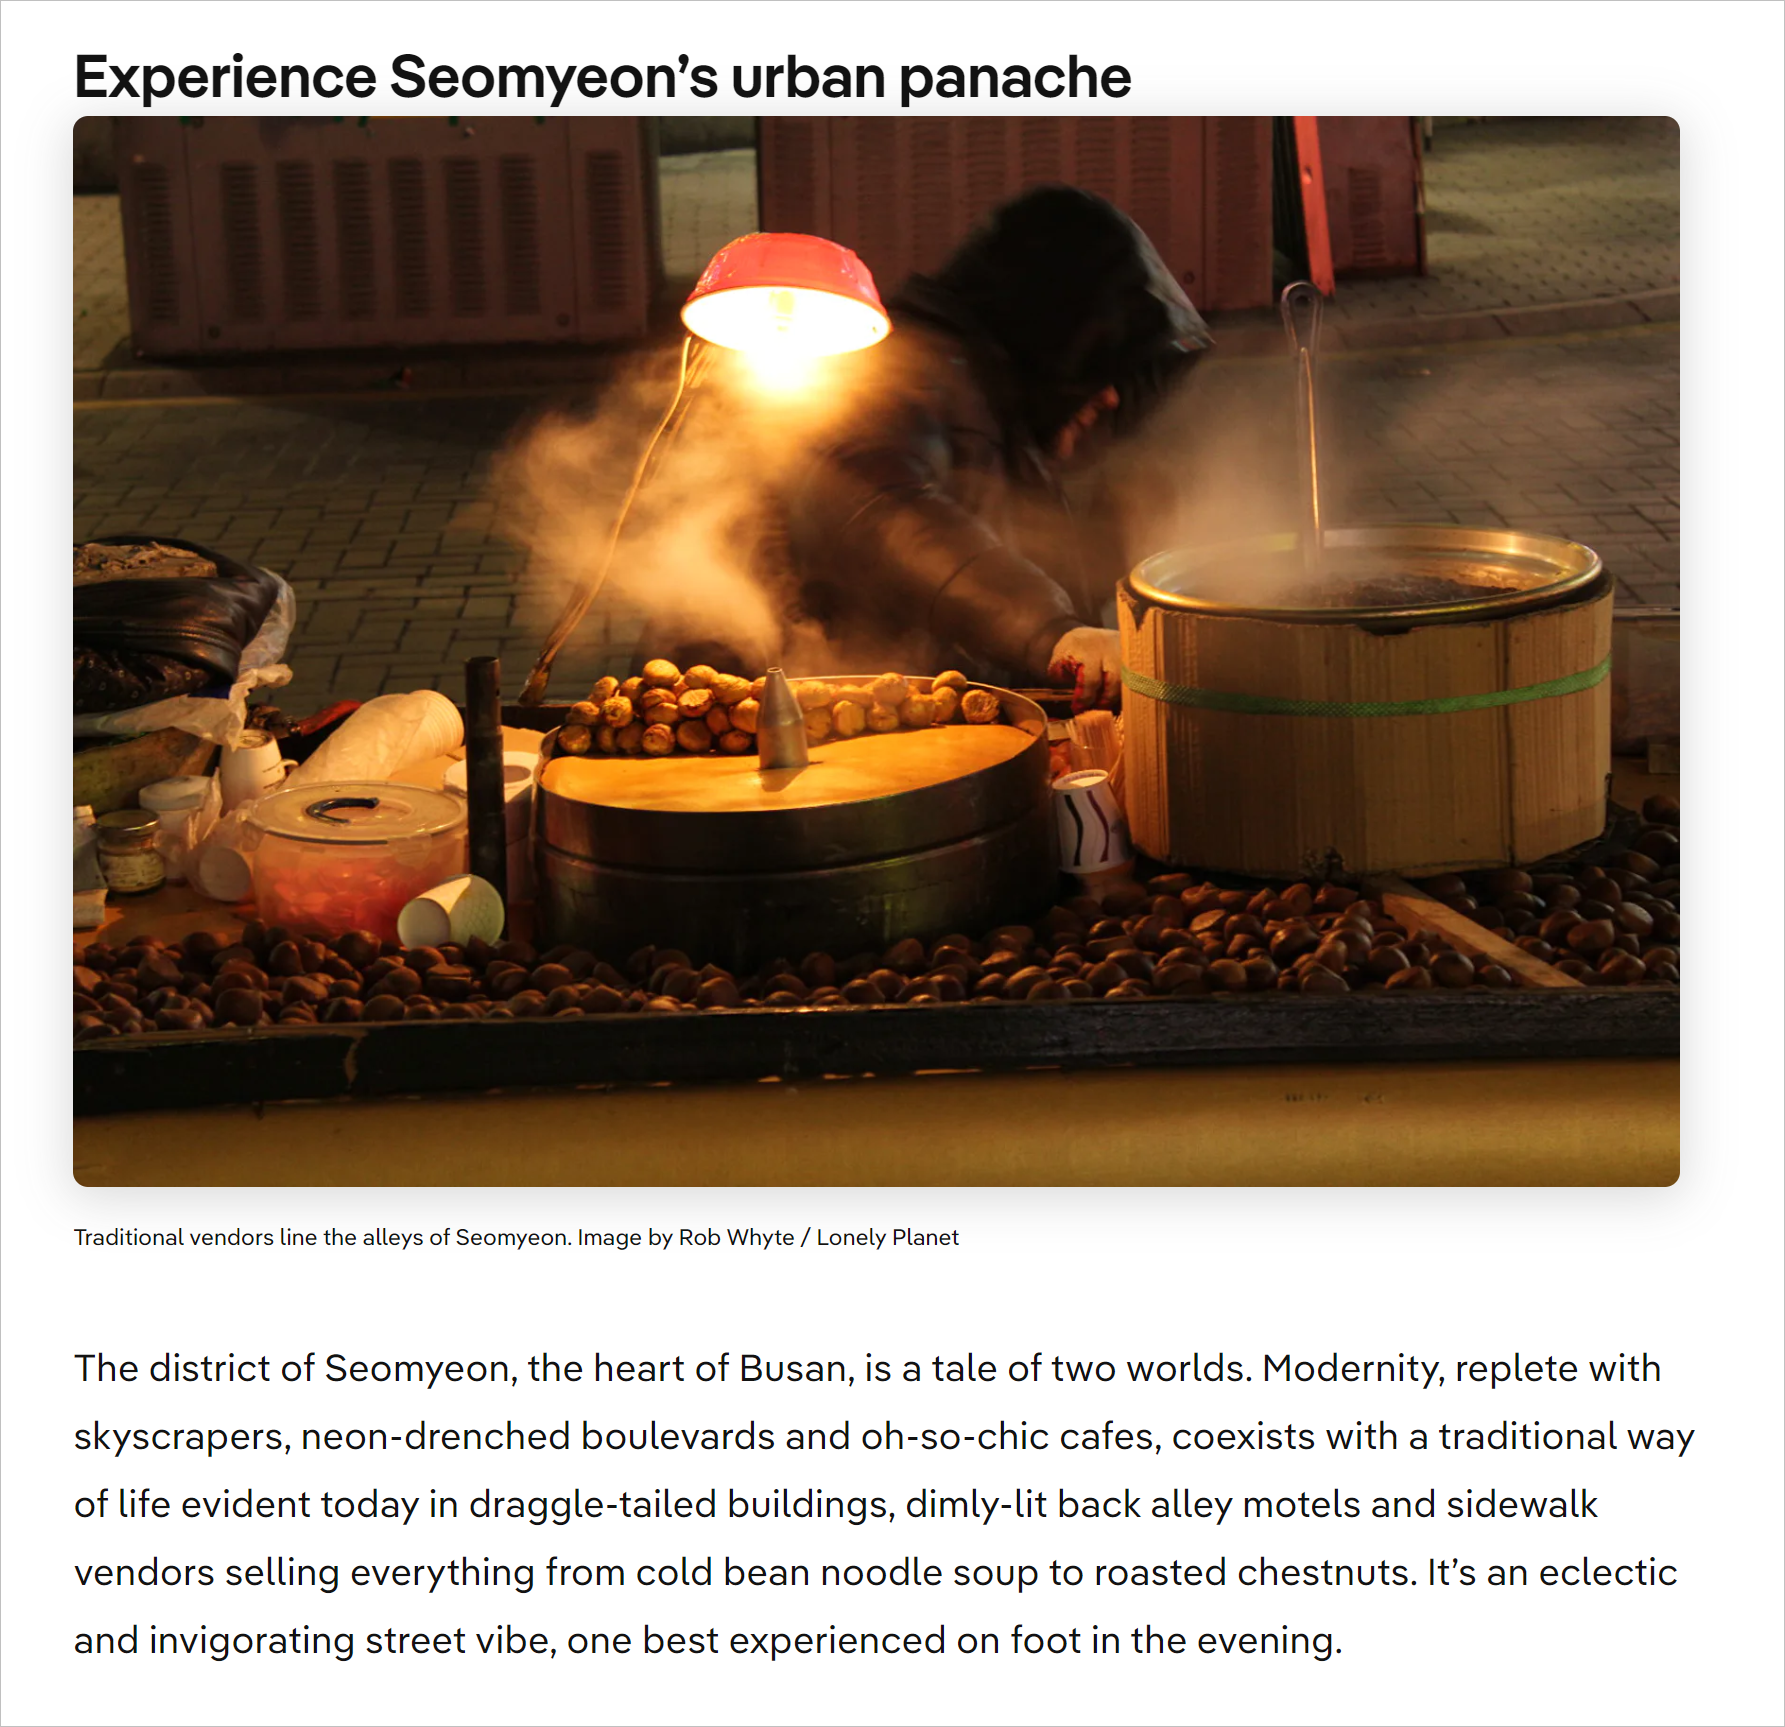 Experience Seomyeon’s urban panache
Traditional vendors line the alleys of Seomyeon. Image by Rob Whyte / Lonely Planet
The district of Seomyeon, the heart of Busan, is a tale of two worlds. Modernity, replete with
skyscrapers, neon-drenched boulevards and oh-so-chic cafes, coexists with a traditional way
of life evident today in draggle-tailed buildings, dimly-lit back alley motels and sidewalk
vendors selling everything from cold bean noodle soup to roasted chestnuts. It’s an eclectic
and invigorating street vibe, one best experienced on foot in the evening.